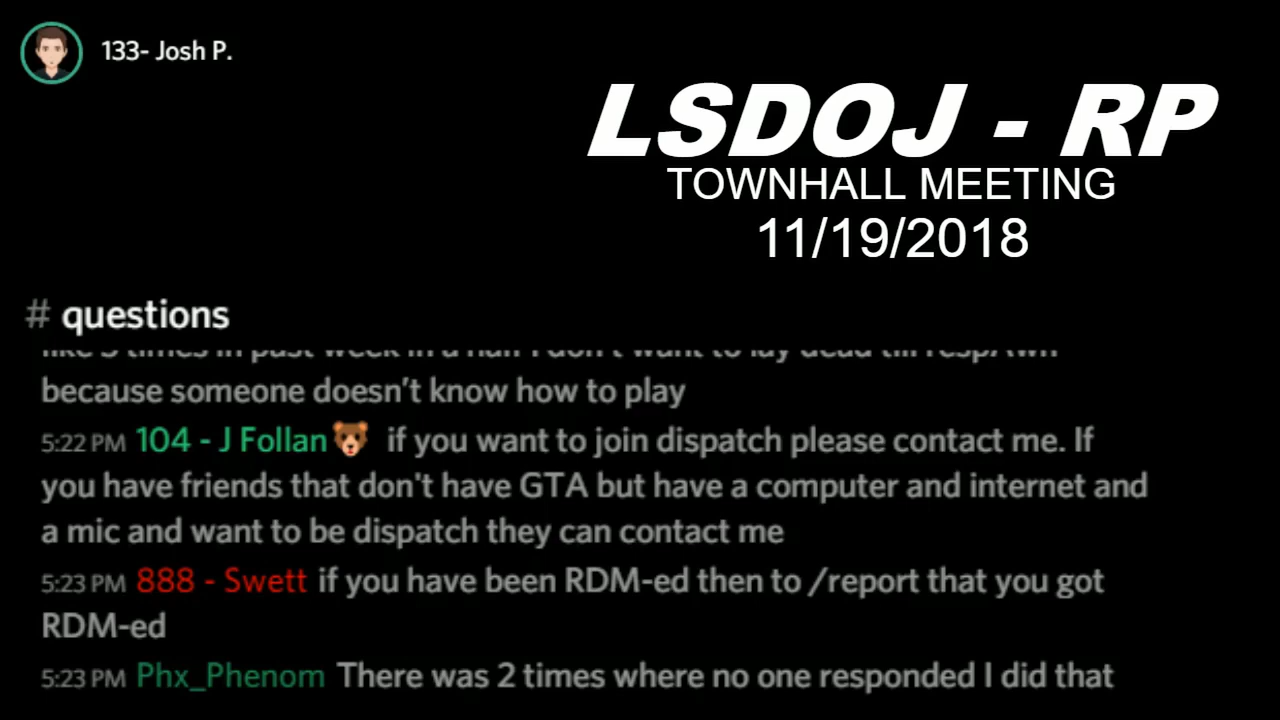 133- Josh P.
LSDOJ - RP
TOWNHALL MEETING
11/19/2018
# questions
because someone doesn't know how to play
5:22 PM 104 - J Follan🐻 if you want to join dispatch please contact me. If
you have friends that don't have GTA but have a computer and internet and
a mic and want to be dispatch they can contact me
5:23 PM 888 - Swett if you have been RDM-ed then to /report that you got
RDM-ed
5:23 PM Phx_Phenom There was 2 times where no one responded I did that